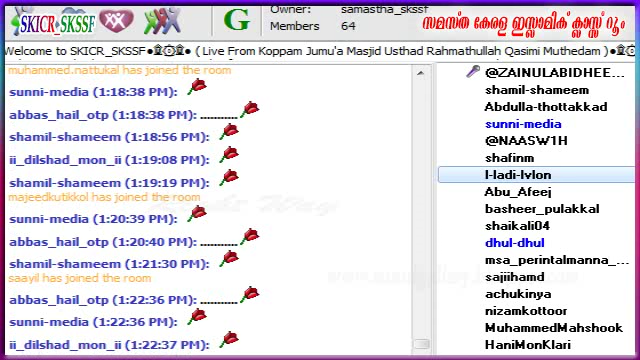 SKICR_SKSSF
Owner: samastha_skssf
Members 64
സമസ്ത കേരള ഇസ്ലാമിക് ക്ലാസ്സ് റൂം
Welcome to SKICR_SKSSF ( Live From Koppam Jumu'a Masjid Usthad Rahmathullah Qasimi Muthedam )
muhammed.nattukal has joined the room
sunni-media (1:18:38 PM):
abbas_hail_otp (1:18:38 PM): ...........
shamil-shameem (1:18:56 PM):
ii_dilshad_mon_ii (1:19:08 PM):
shamil-shameem (1:19:19 PM):
majeedkutikkol has joined the room
sunni-media (1:20:39 PM):
abbas_hail_otp (1:20:40 PM): ...........
shamil-shameem (1:21:30 PM):
saayil has joined the room
abbas_hail_otp (1:22:36 PM): ...........
sunni-media (1:22:36 PM):
ii_dilshad_mon_ii (1:22:37 PM):
@ZAINULABIDHEE...
shamil-shameem
Abdulla-thottakkad
sunni-media
@NAASW1H
shafinm
I-ladi-lvlon
Abu_Afeej
basheer_pulakkal
shaikali04
dhul-dhul
msa_perintalmanna_...
sajiihamd
achukinya
nizamkottoor
MuhammedMahshook
HaniMonKlari